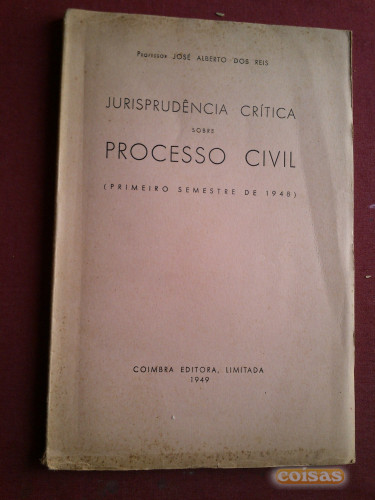 Professor JOSÉ ALBERTO DOS REIS
JURISPRUDÊNCIA CRÍTICA
SOBRE
PROCESSO CIVIL
(PRIMEIRO SEMESTRE DE 1948)
COIMBRA EDITORA, LIMITADA
1949
coisas